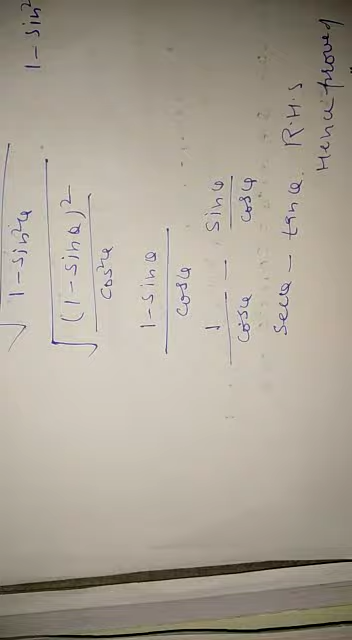 1 - sin²
√ 1 - sin²θ
√ (1 - sinθ)² / cos²θ
1 - sinθ / cosθ
1 / cosθ - sinθ / cosθ
Secθ - tanθ. R.H.S
Hence proved